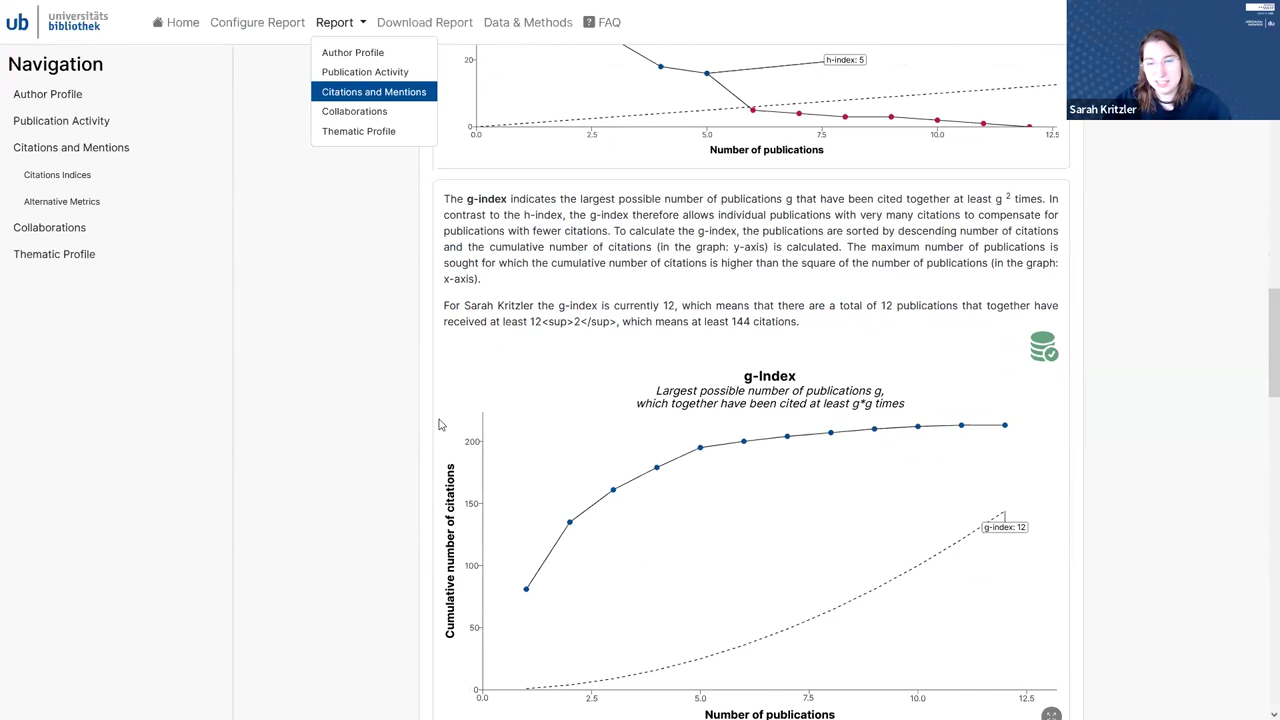 ub universitäts bibliothek
Home Configure Report Report Download Report Data & Methods ? FAQ
Sarah Kritzler
Navigation
Author Profile
Publication Activity
Citations and Mentions
Citations Indices
Alternative Metrics
Collaborations
Thematic Profile
Author Profile
Publication Activity
Citations and Mentions
Collaborations
Thematic Profile
20
h-index: 5
0
0.0 2.5 5.0 7.5 10.0 12.5
Number of publications
The g-index indicates the largest possible number of publications g that have been cited together at least g 2 times. In
contrast to the h-index, the g-index therefore allows individual publications with very many citations to compensate for
publications with fewer citations. To calculate the g-index, the publications are sorted by descending number of citations
and the cumulative number of citations (in the graph: y-axis) is calculated. The maximum number of publications is
sought for which the cumulative number of citations is higher than the square of the number of publications (in the graph:
x-axis).
For Sarah Kritzler the g-index is currently 12, which means that there are a total of 12 publications that together have
received at least 12<sup>2</sup>, which means at least 144 citations.
g-Index
Largest possible number of publications g,
which together have been cited at least g*g times
Cumulative number of citations
200
150
100
50
0
g-index: 12
0.0 2.5 5.0 7.5 10.0 12.5
Number of publications